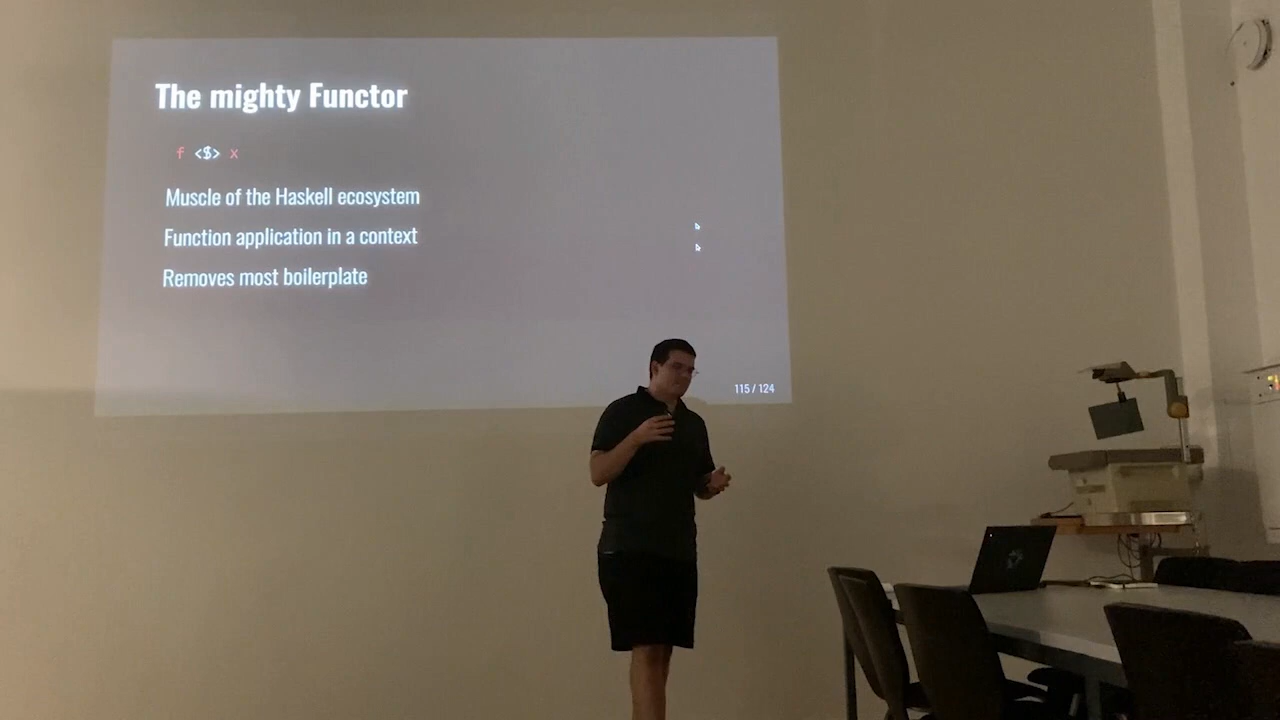 The mighty Functor
f <$> x
Muscle of the Haskell ecosystem
Function application in a context
Removes most boilerplate
115 / 124